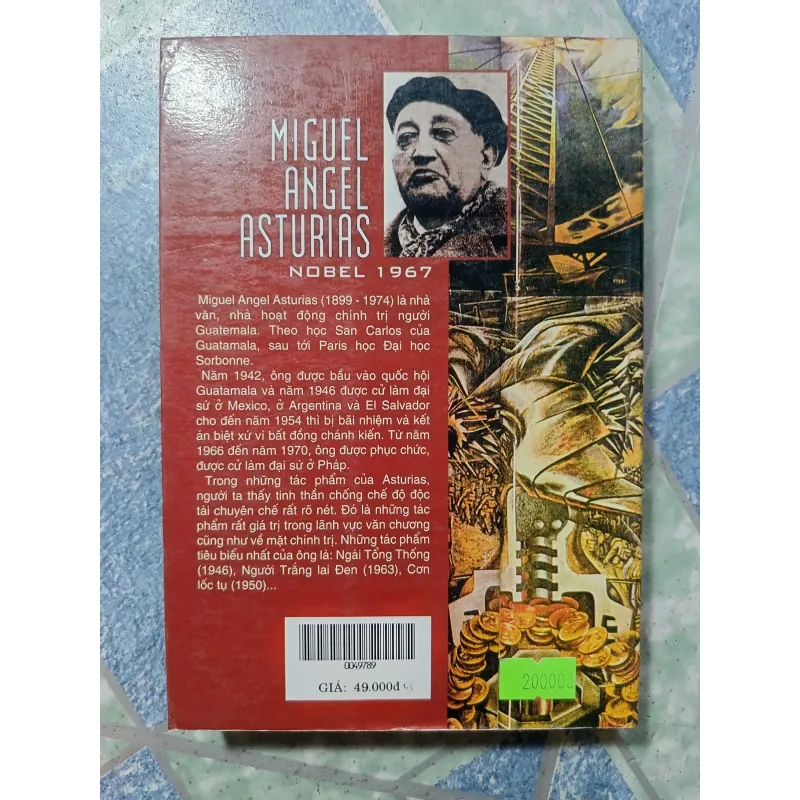 MIGUEL
ANGEL
ASTURIAS
NOBEL 1967
Miguel Angel Asturias (1899 - 1974) là nhà
văn, nhà hoạt động chính trị người
Guatemala. Theo học San Carlos của
Guatamala, sau tới Paris học Đại học
Sorbonne.
Năm 1942, ông được bầu vào quốc hội
Guatamala và năm 1946 được cử làm đại
sứ ở Mexico, ở Argentina và El Salvador
cho đến năm 1954 thì bị bãi nhiệm và kết
án biệt xứ vì bất đồng chánh kiến. Từ năm
1966 đến năm 1970, ông được phục chức,
được cử làm đại sứ ở Pháp.
Trong những tác phẩm của Asturias,
người ta thấy tinh thần chống chế độ độc
tài chuyên chế rất rõ nét. Đó là những tác
phẩm rất giá trị trong lãnh vực văn chương
cũng như về mặt chính trị. Những tác phẩm
tiêu biểu nhất của ông là: Ngài Tổng Thống
(1946), Người Trắng lai Đen (1963), Cơn
lốc tụ (1950)...
0049789
GIÁ: 49.000đ
20000